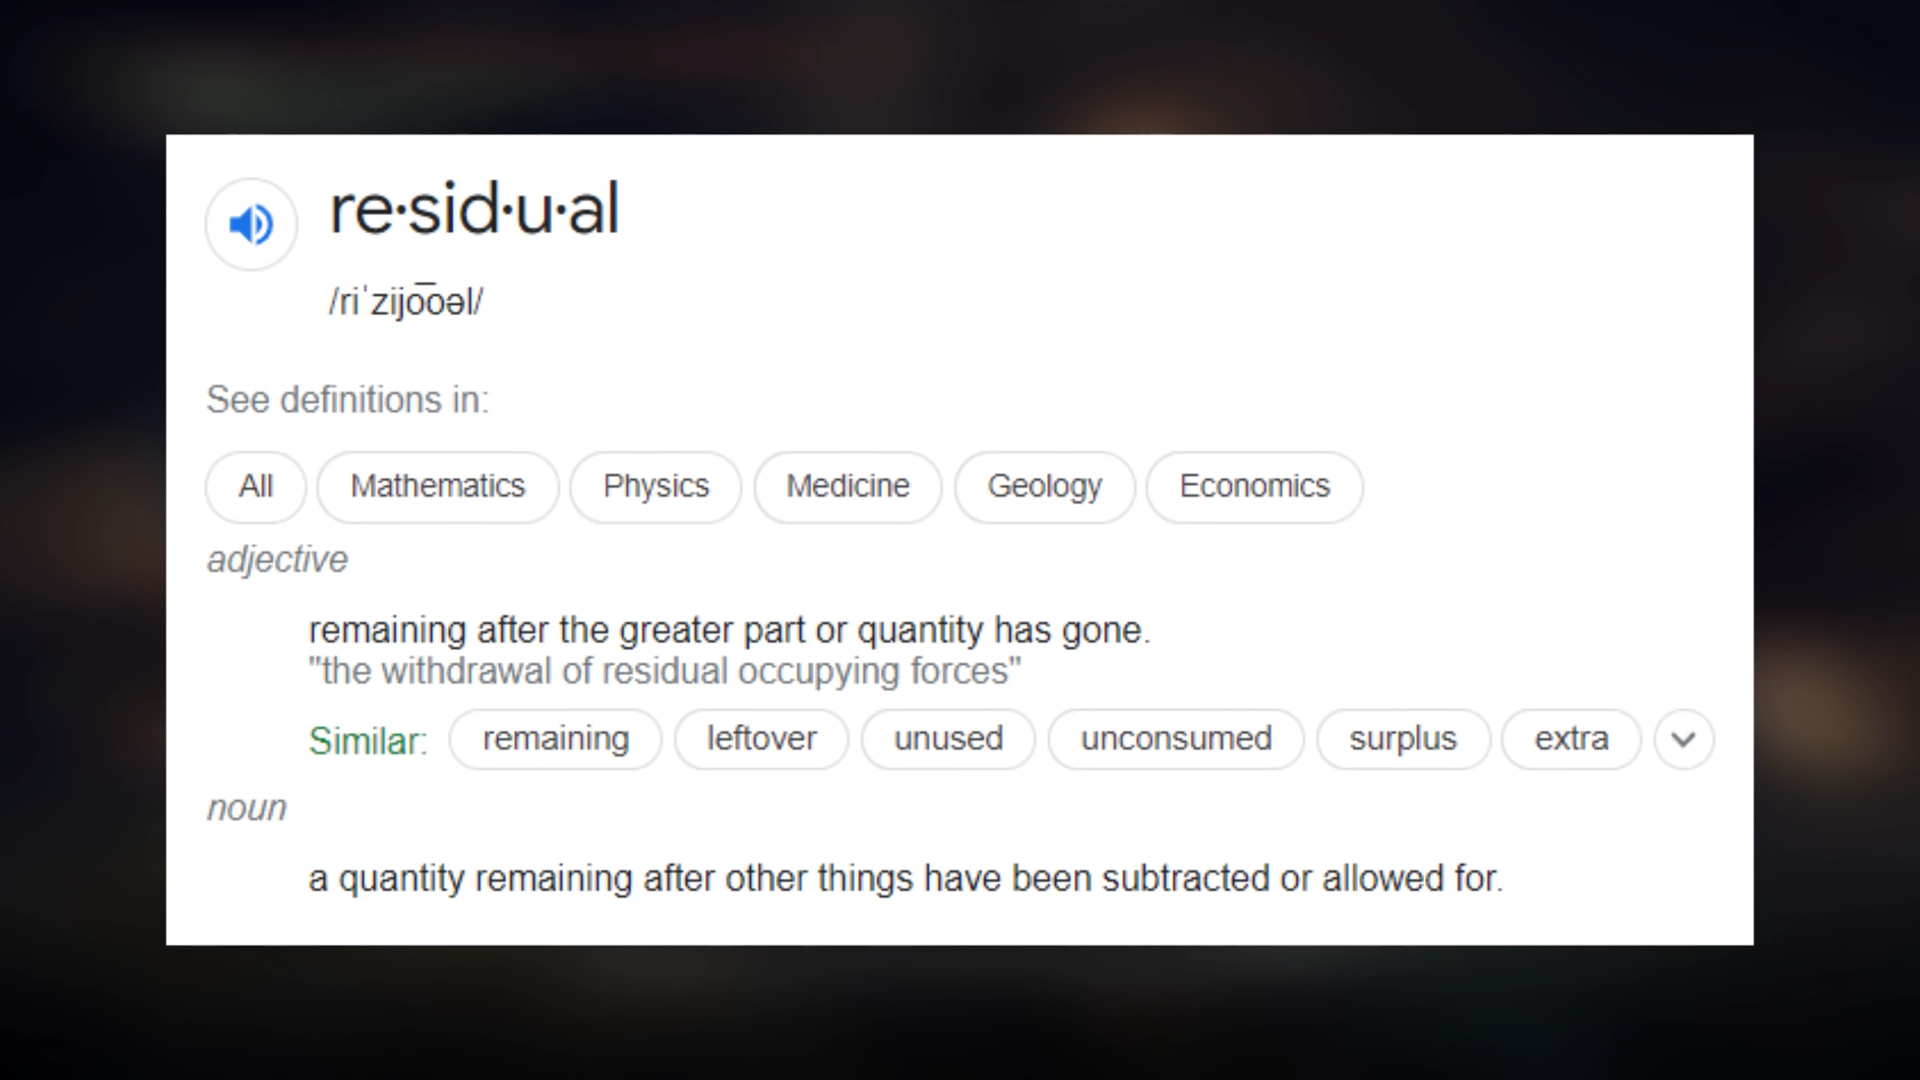 re·sid·u·al
/riˈzijo͞oəl/
See definitions in:
All Mathematics Physics Medicine Geology Economics
adjective
remaining after the greater part or quantity has gone.
"the withdrawal of residual occupying forces"
Similar: remaining leftover unused unconsumed surplus extra
noun
a quantity remaining after other things have been subtracted or allowed for.